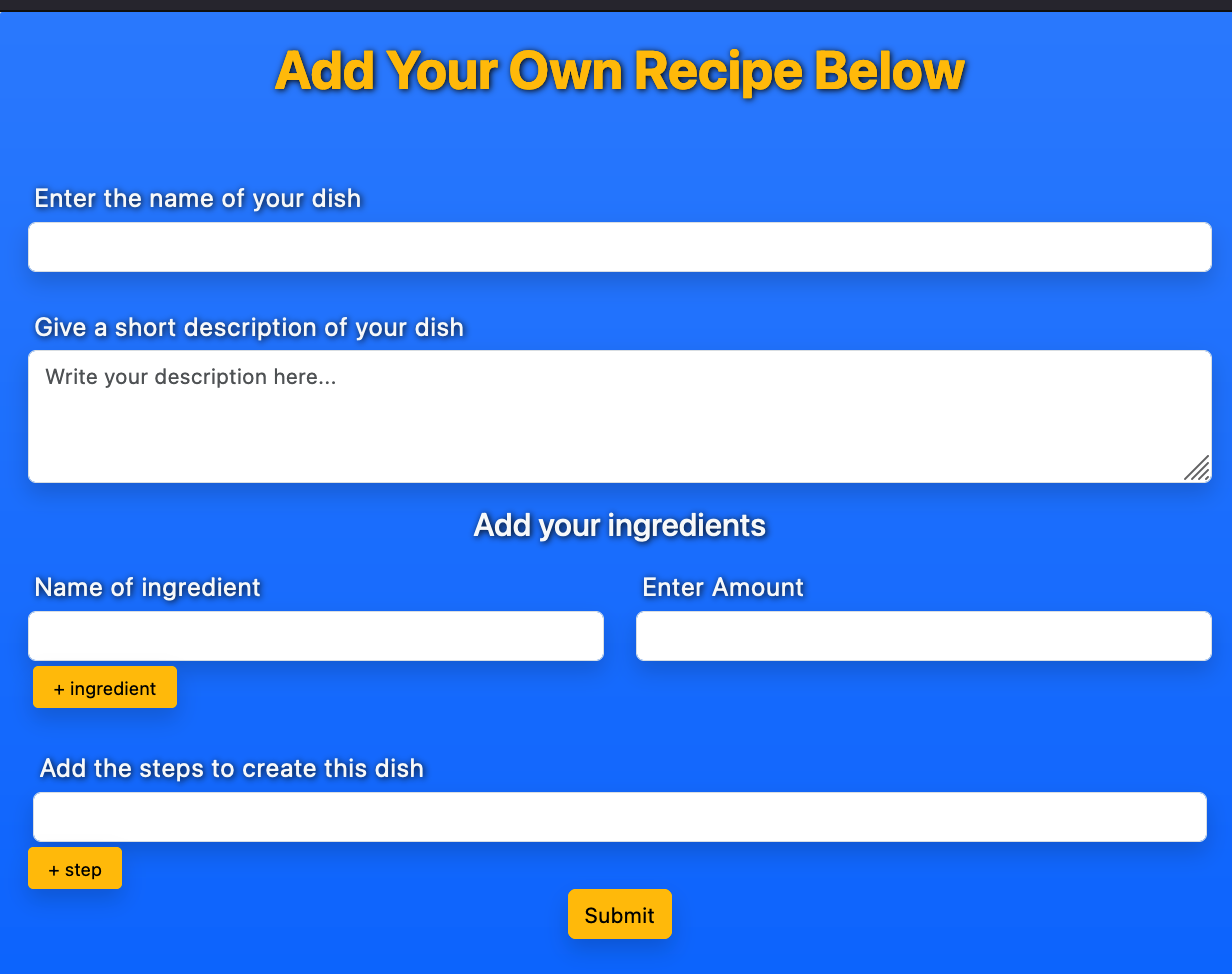 Add Your Own Recipe Below
Enter the name of your dish
Give a short description of your dish
Write your description here...
Add your ingredients
Name of ingredient
Enter Amount
+ ingredient
Add the steps to create this dish
+ step
Submit